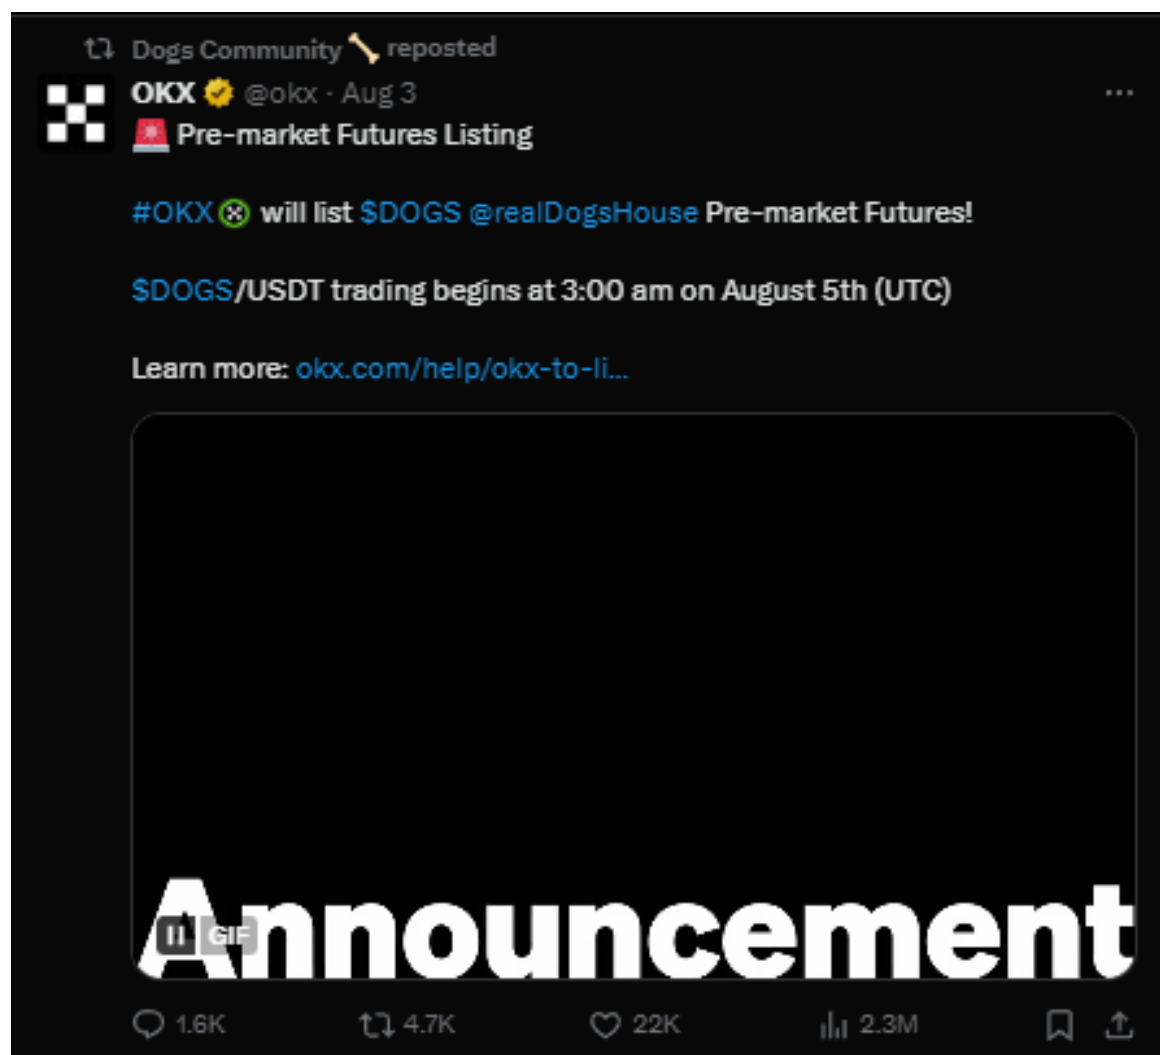 Dogs Community 🦴 reposted
OKX @okx · Aug 3
🚨 Pre-market Futures Listing
#OKX will list $DOGS @realDogsHouse Pre-market Futures!
$DOGS/USDT trading begins at 3:00 am on August 5th (UTC)
Learn more: okx.com/help/okx-to-li...
Announcement
GIF
1.6K 4.7K 22K 2.3M